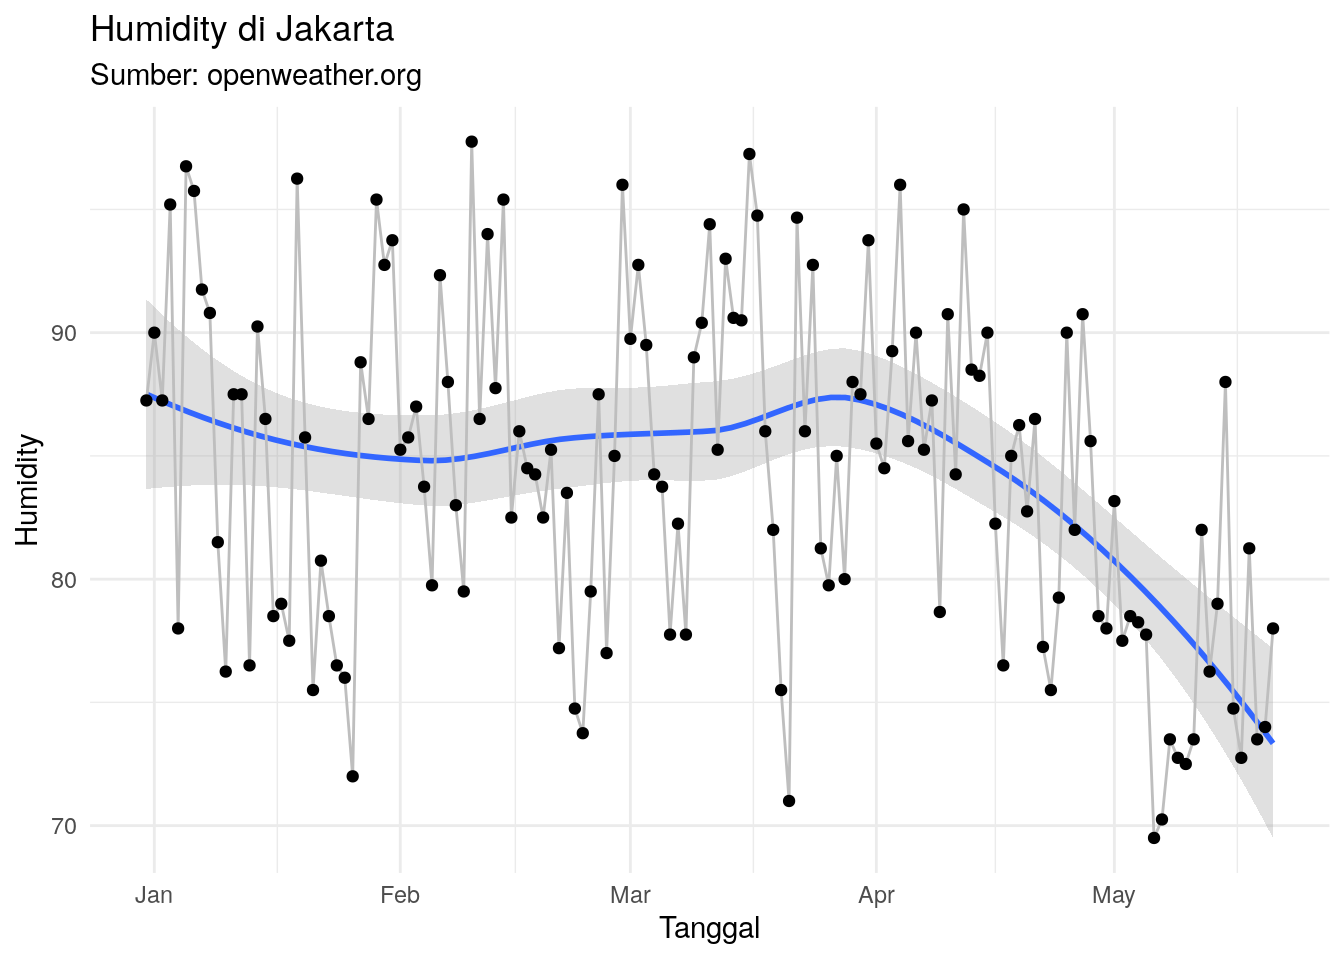 Humidity di Jakarta
Sumber: openweather.org
Humidity
90
80
70
Jan
Feb
Mar
Apr
May
Tanggal